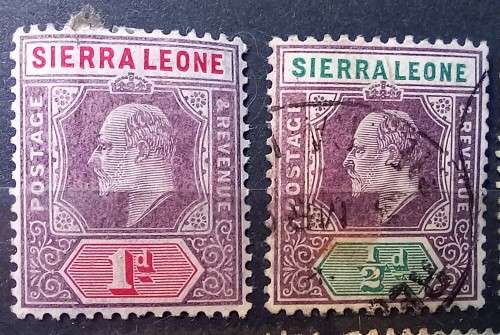 SIERRA LEONE
POSTAGE
& REVENUE
1d
SIERRA LEONE
POSTAGE
& REVENUE
½d